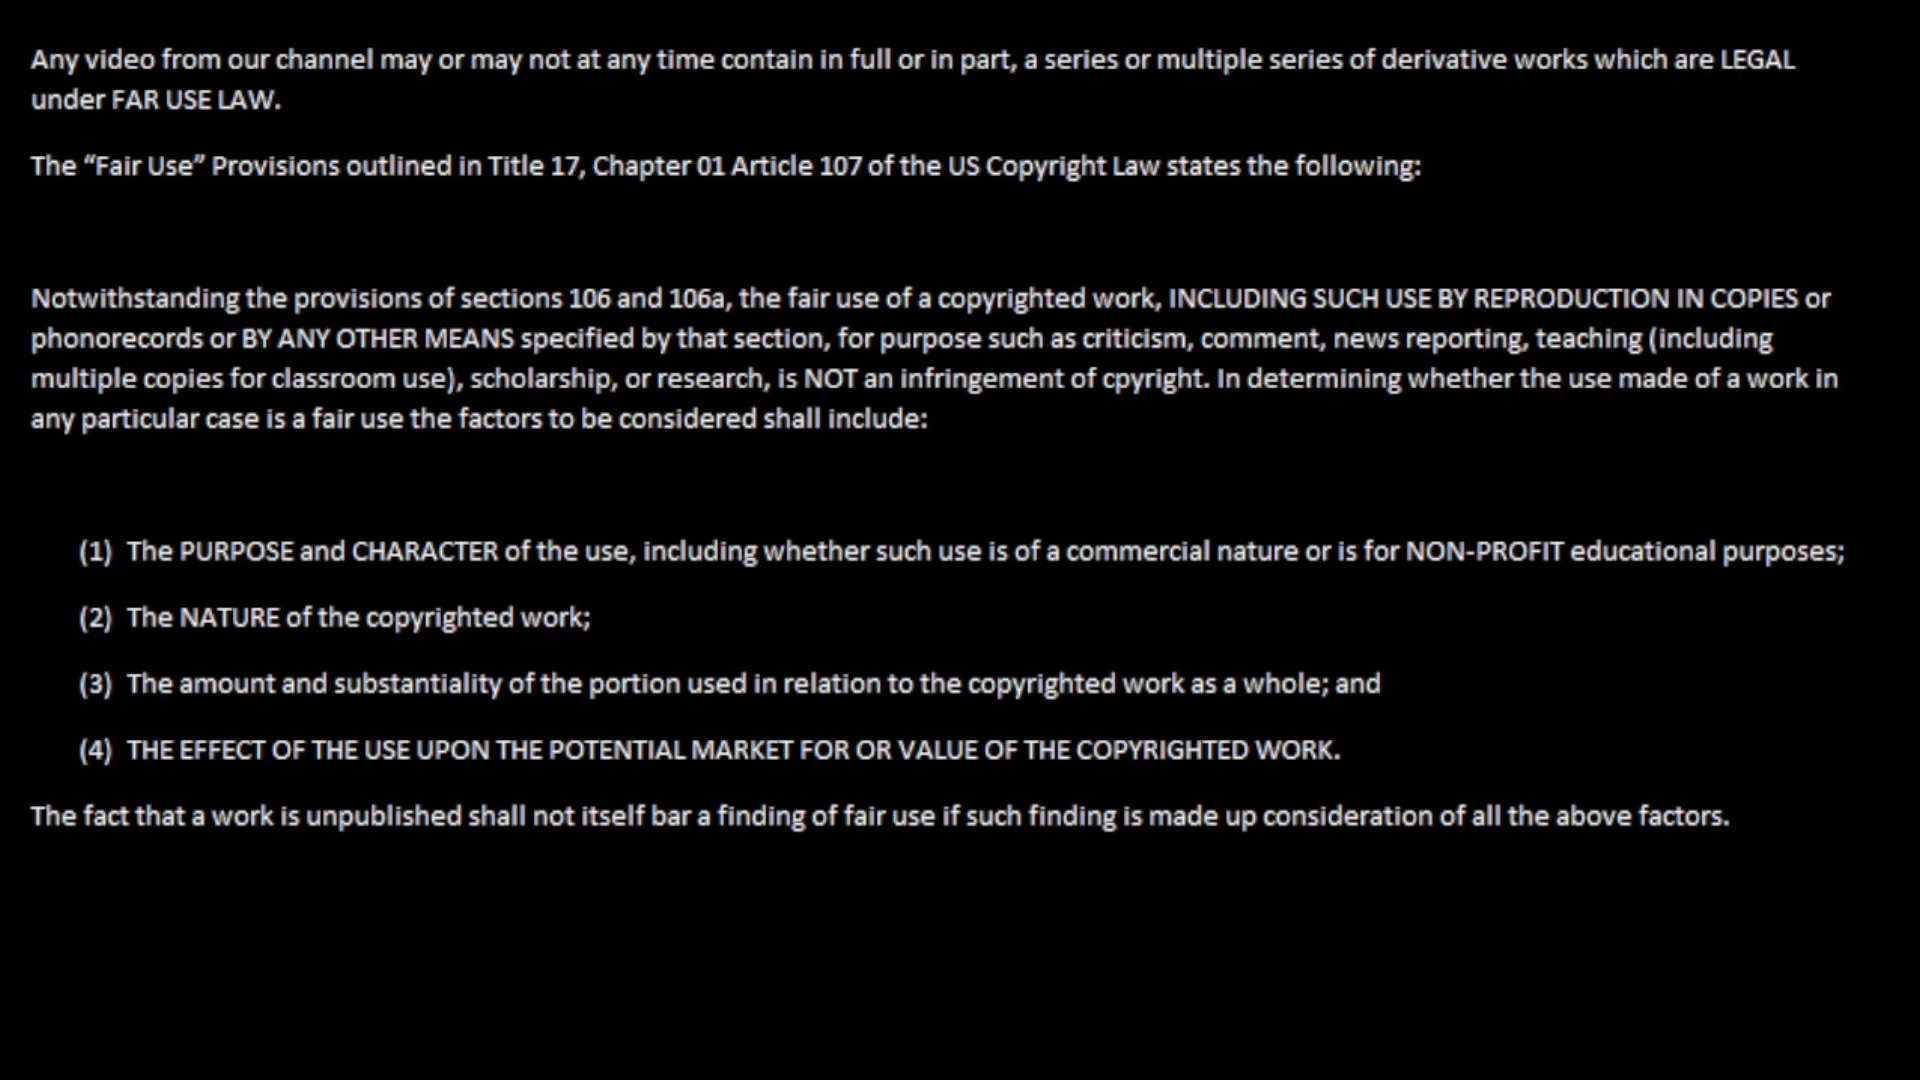 Any video from our channel may or may not at any time contain in full or in part, a series or multiple series of derivative works which are LEGAL
under FAR USE LAW.
The “Fair Use” Provisions outlined in Title 17, Chapter 01 Article 107 of the US Copyright Law states the following:
Notwithstanding the provisions of sections 106 and 106a, the fair use of a copyrighted work, INCLUDING SUCH USE BY REPRODUCTION IN COPIES or
phonorecords or BY ANY OTHER MEANS specified by that section, for purpose such as criticism, comment, news reporting, teaching (including
multiple copies for classroom use), scholarship, or research, is NOT an infringement of cpyright. In determining whether the use made of a work in
any particular case is a fair use the factors to be considered shall include:
(1) The PURPOSE and CHARACTER of the use, including whether such use is of a commercial nature or is for NON-PROFIT educational purposes;
(2) The NATURE of the copyrighted work;
(3) The amount and substantiality of the portion used in relation to the copyrighted work as a whole; and
(4) THE EFFECT OF THE USE UPON THE POTENTIAL MARKET FOR OR VALUE OF THE COPYRIGHTED WORK.
The fact that a work is unpublished shall not itself bar a finding of fair use if such finding is made up consideration of all the above factors.